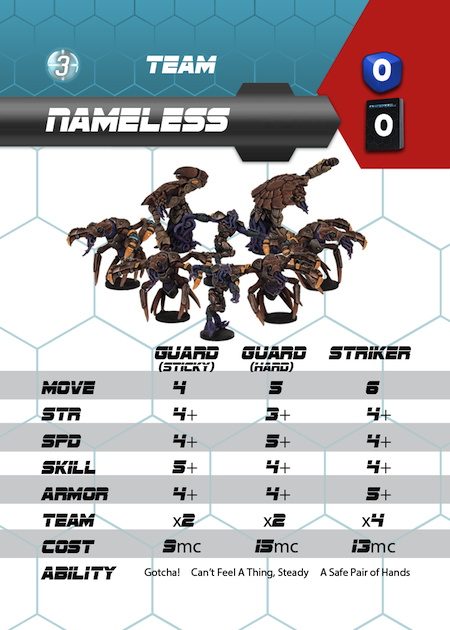 3 TEAM 0
NAMELESS 0
GUARD GUARD STRIKER
(STICKY) (HARD)
MOVE 4 5 6
STR 4+ 3+ 4+
SPD 4+ 5+ 4+
SKILL 5+ 4+ 4+
ARMOR 4+ 4+ 5+
TEAM x2 x2 x4
COST 9mc 15mc 13mc
ABILITY Gotcha! Can't Feel A Thing, Steady A Safe Pair of Hands